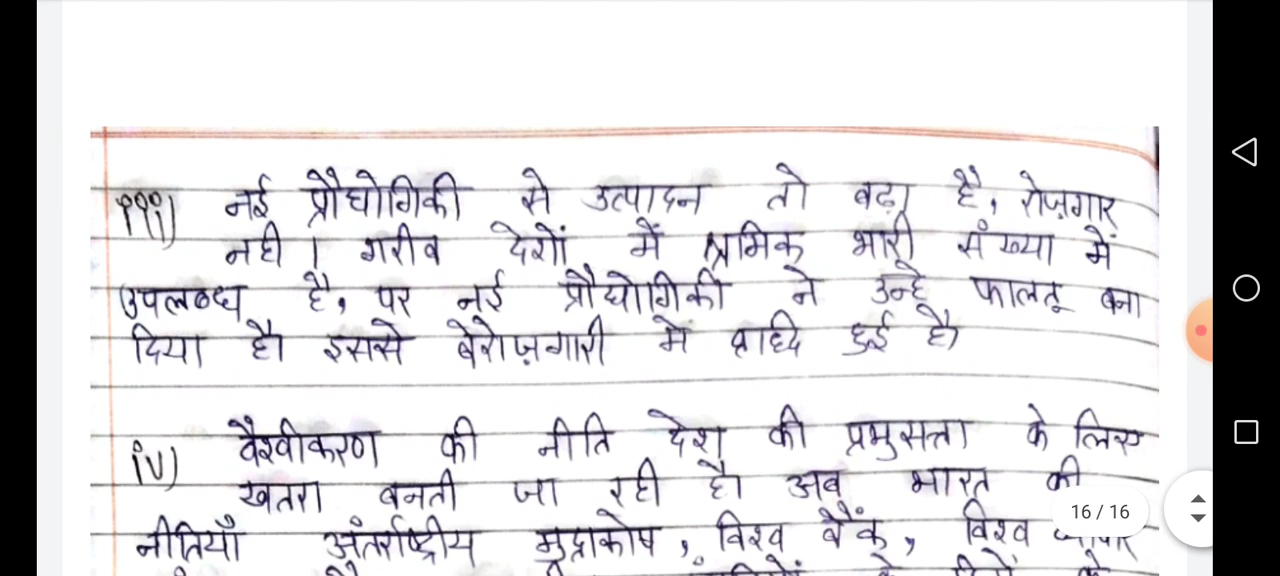 iii) नई प्रौघोगिकी से उत्पादन तो बढ़ा है, रोज़गार
नही। गरीब देशों में श्रमिक भारी संख्या में
उपलब्ध है, पर नई प्रौघोगिकी ने उन्हे फालतू बना
दिया है। इससे बेरोज़गारी मे वृद्दि हुई है।
iv) वैश्वीकरण की नीति देश की प्रभुसत्ता के लिए
खतरा बनती जा रही है। अब भारत की
नीतियाँ अंतर्राष्ट्रीय मुद्राकोष, विश्व बैंक, विश्व
16 / 16